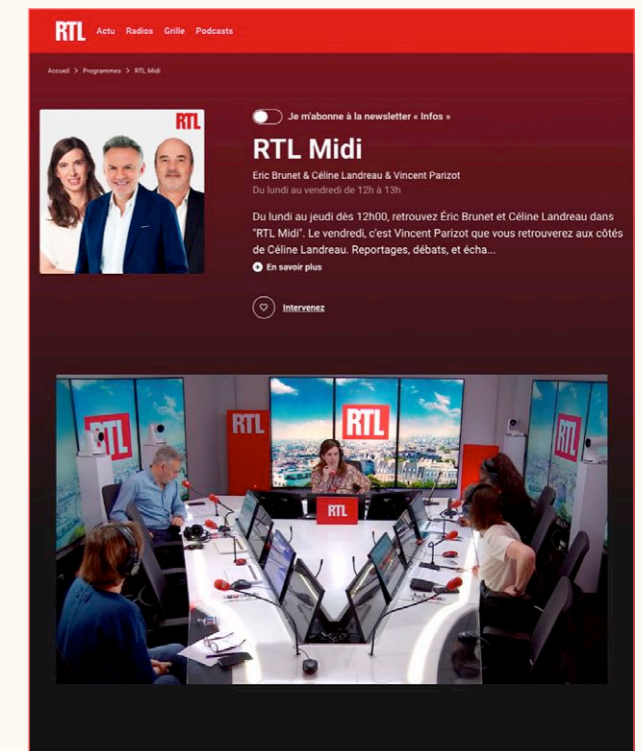 RTL Actu Radios Grille Podcasts
Accueil > Programmes > RTL Midi
RTL
Je m'abonne à la newsletter « Infos »
RTL Midi
Eric Brunet & Céline Landreau & Vincent Parizot
Du lundi au vendredi de 12h à 13h
Du lundi au jeudi dès 12h00, retrouvez Éric Brunet et Céline Landreau dans
"RTL Midi". Le vendredi, c'est Vincent Parizot que vous retrouverez aux côtés
de Céline Landreau. Reportages, débats, et écha...
En savoir plus
Intervenez
RTL
RTL
RTL
RTL
RTL